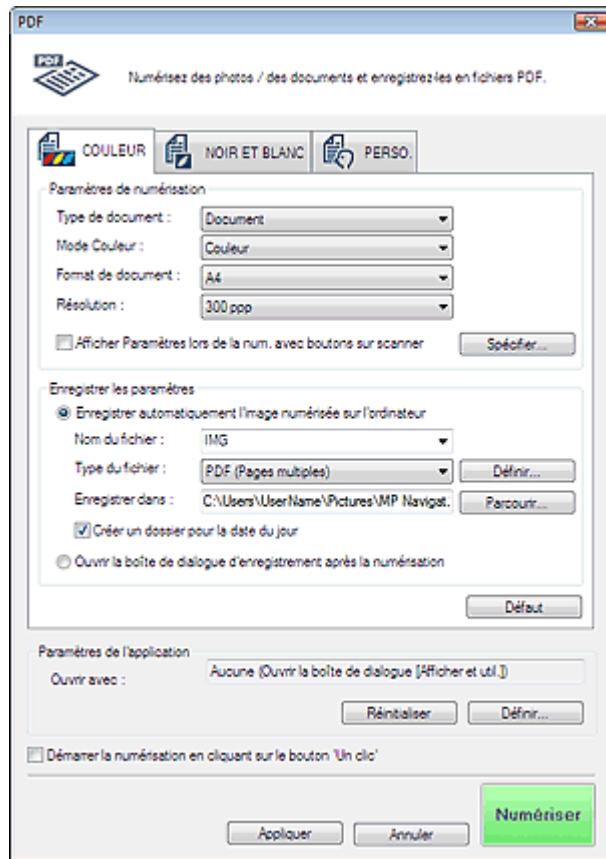 PDF
PDF
Numérisez des photos / des documents et enregistrez-les en fichiers PDF.
COULEUR NOIR ET BLANC PERSO.
Paramètres de numérisation
Type de document : Document
Mode Couleur : Couleur
Format de document : A4
Résolution : 300 ppp
Afficher Paramètres lors de la num. avec boutons sur scanner Spécifier...
Enregistrer les paramètres
Enregistrer automatiquement l'image numérisée sur l'ordinateur
Nom du fichier : IMG
Type du fichier : PDF (Pages multiples) Définir...
Enregistrer dans : C:\Users\UserName\Pictures\MP Navigat. Parcourir...
Créer un dossier pour la date du jour
Ouvrir la boîte de dialogue d'enregistrement après la numérisation
Défaut
Paramètres de l'application
Ouvrir avec : Aucune (Ouvrir la boîte de dialogue [Afficher et util.])
Réinitialiser Définir...
Démarrer la numérisation en cliquant sur le bouton 'Un clic'
Numériser
Appliquer Annuler